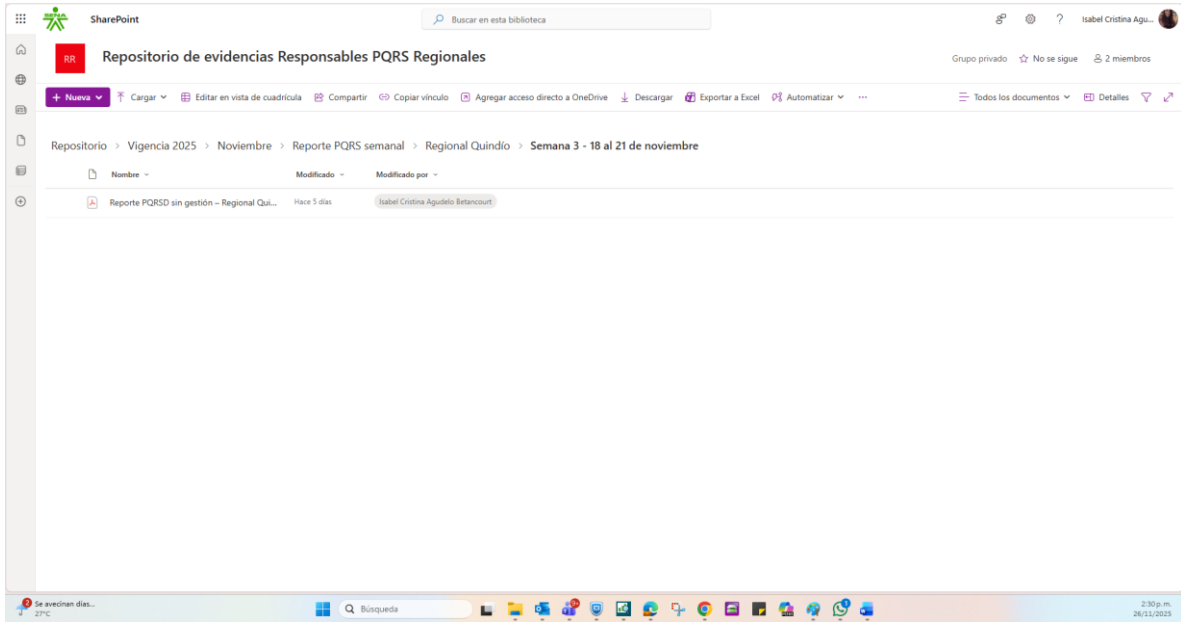 SENA
SharePoint
Buscar en esta biblioteca
Isabel Cristina Agu...
RR
Repositorio de evidencias Responsables PQRS Regionales
Grupo privado No se sigue 2 miembros
+ Nueva Cargar Editar en vista de cuadrícula Compartir Copiar vínculo Agregar acceso directo a OneDrive Descargar Exportar a Excel Automatizar ... Todos los documentos Detalles
Repositorio > Vigencia 2025 > Noviembre > Reporte PQRS semanal > Regional Quindío > Semana 3 - 18 al 21 de noviembre
Nombre Modificado Modificado por
Reporte PQRSD sin gestión – Regional Qui... Hace 5 días Isabel Cristina Agudelo Betancourt
2 Se avecinan días...
27°C
Búsqueda
2:30 p. m.
26/11/2025